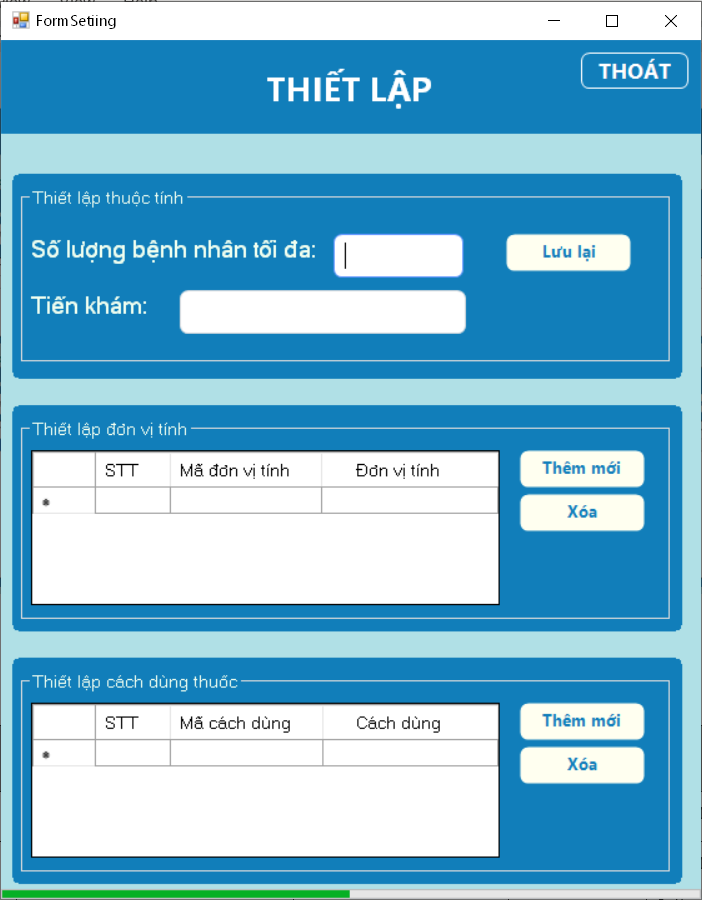 FormSetiing
THIẾT LẬP
THOÁT
Thiết lập thuộc tính
Số lượng bệnh nhân tối đa:
Lưu lại
Tiền khám:
Thiết lập đơn vị tính
STT Mã đơn vị tính Đơn vị tính
*
Thêm mới
Xóa
Thiết lập cách dùng thuốc
STT Mã cách dùng Cách dùng
*
Thêm mới
Xóa